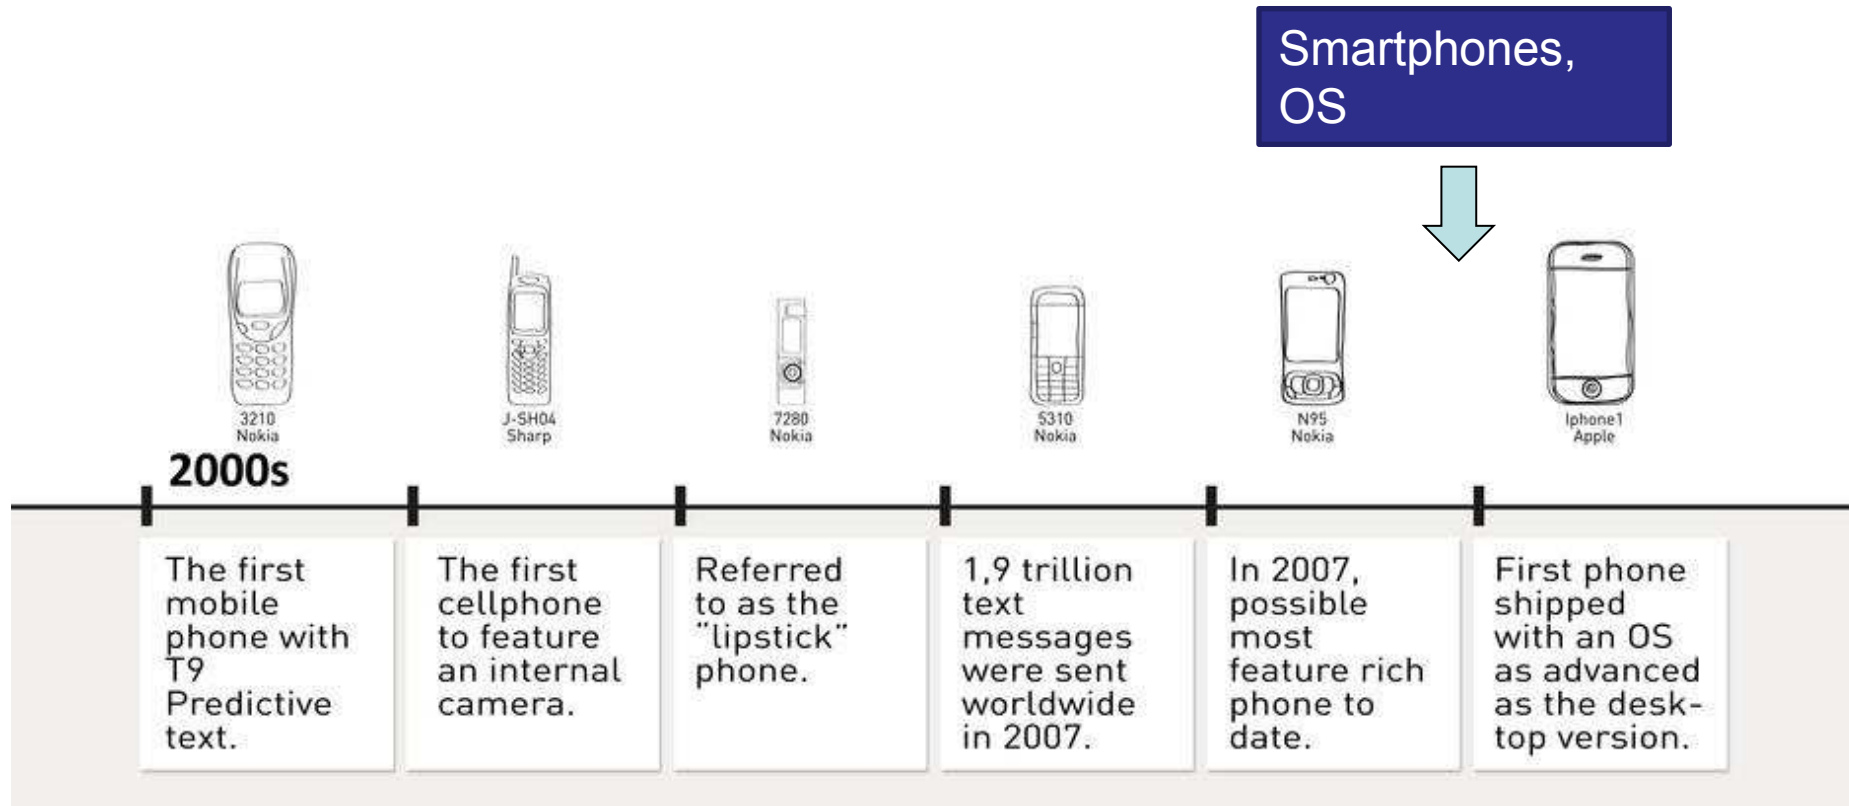 Smartphones,
OS
3210
Nokia
J-SH04
Sharp
7280
Nokia
5310
Nokia
N95
Nokia
Iphone1
Apple
2000s
The first
mobile
phone with
T9
Predictive
text.
The first
cellphone
to feature
an internal
camera.
Referred
to as the
"lipstick"
phone.
1,9 trillion
text
messages
were sent
worldwide
in 2007.
In 2007,
possible
most
feature rich
phone to
date.
First phone
shipped
with an OS
as advanced
as the desk-
top version.